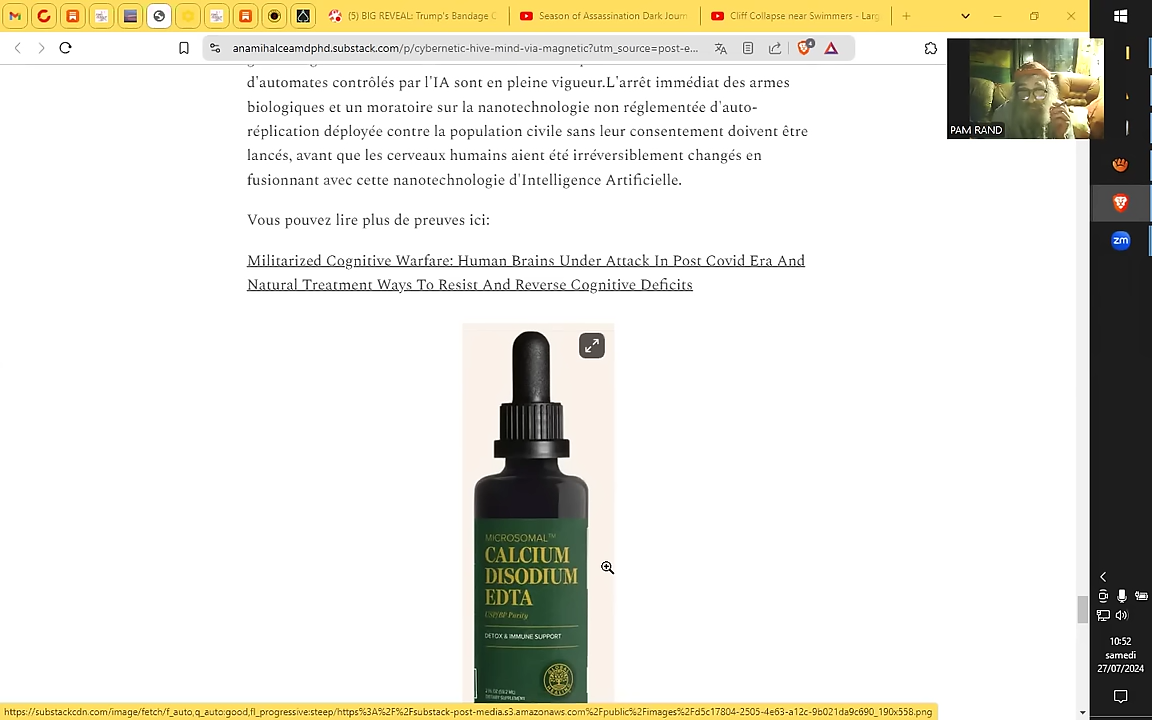 (5) BIG REVEAL: Trump's Bandage C
Season of Assassination Dark Journ
Cliff Collapse near Swimmers - Larg
anamihalceamdphd.substack.com/p/cybernetic-hive-mind-via-magnetic?utm_source=post-e...
4
PAM RAND
d'automates contrôlés par l'IA sont en pleine vigueur.L'arrêt immédiat des armes
biologiques et un moratoire sur la nanotechnologie non réglementée d'auto-
réplication déployée contre la population civile sans leur consentement doivent être
lancés, avant que les cerveaux humains aient été irréversiblement changés en
fusionnant avec cette nanotechnologie d'Intelligence Artificielle.
Vous pouvez lire plus de preuves ici:
Militarized Cognitive Warfare: Human Brains Under Attack In Post Covid Era And
Natural Treatment Ways To Resist And Reverse Cognitive Deficits
zm
MICROSOMAL™
CALCIUM
DISODIUM
EDTA
USP/BP Purity
DETOX & IMMUNE SUPPORT
10:52
samedi
27/07/2024
https://substackcdn.com/image/fetch/f_auto,q_auto:good,fl_progressive:steep/https%3A%2F%2Fsubstack-post-media.s3.amazonaws.com%2Fpublic%2Fimages%2Fd5c17804-2505-4e63-a12c-9b021da9c690_190x558.png